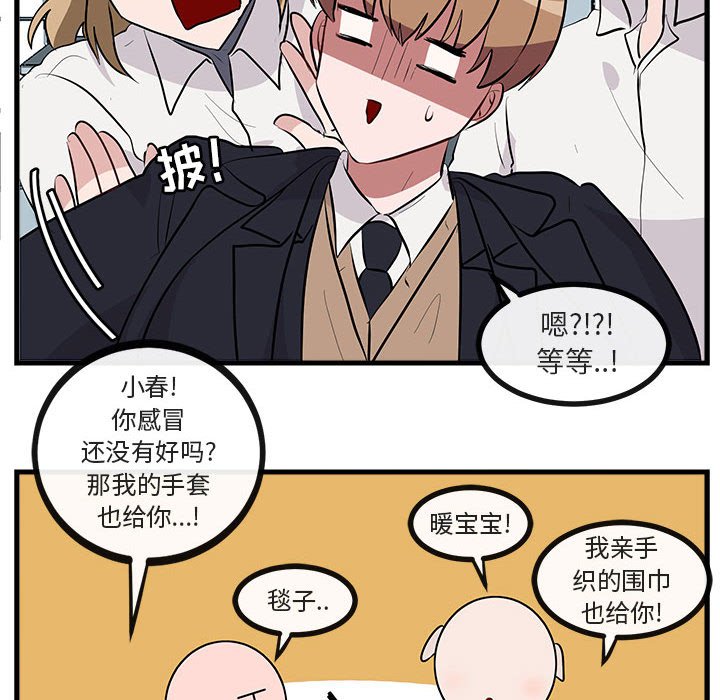 披!
嗯?!?!
等等..!
小春!
你感冒
还没有好吗?
那我的手套
也给你...!
暖宝宝!
毯子..
我亲手
织的围巾
也给你!